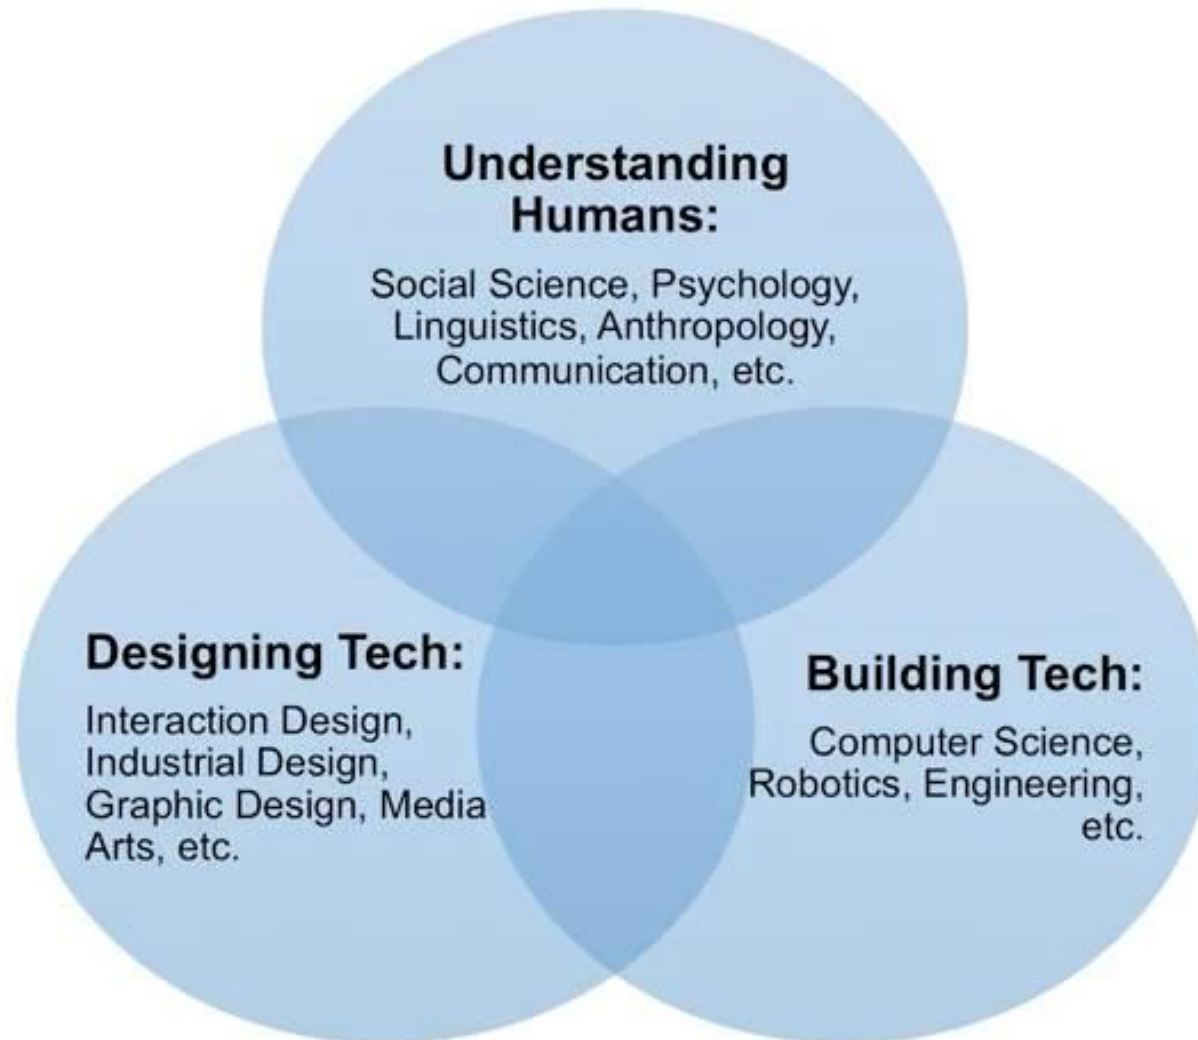 Understanding
Humans:
Social Science, Psychology,
Linguistics, Anthropology,
Communication, etc.
Designing Tech:
Interaction Design,
Industrial Design,
Graphic Design, Media
Arts, etc.
Building Tech:
Computer Science,
Robotics, Engineering,
etc.